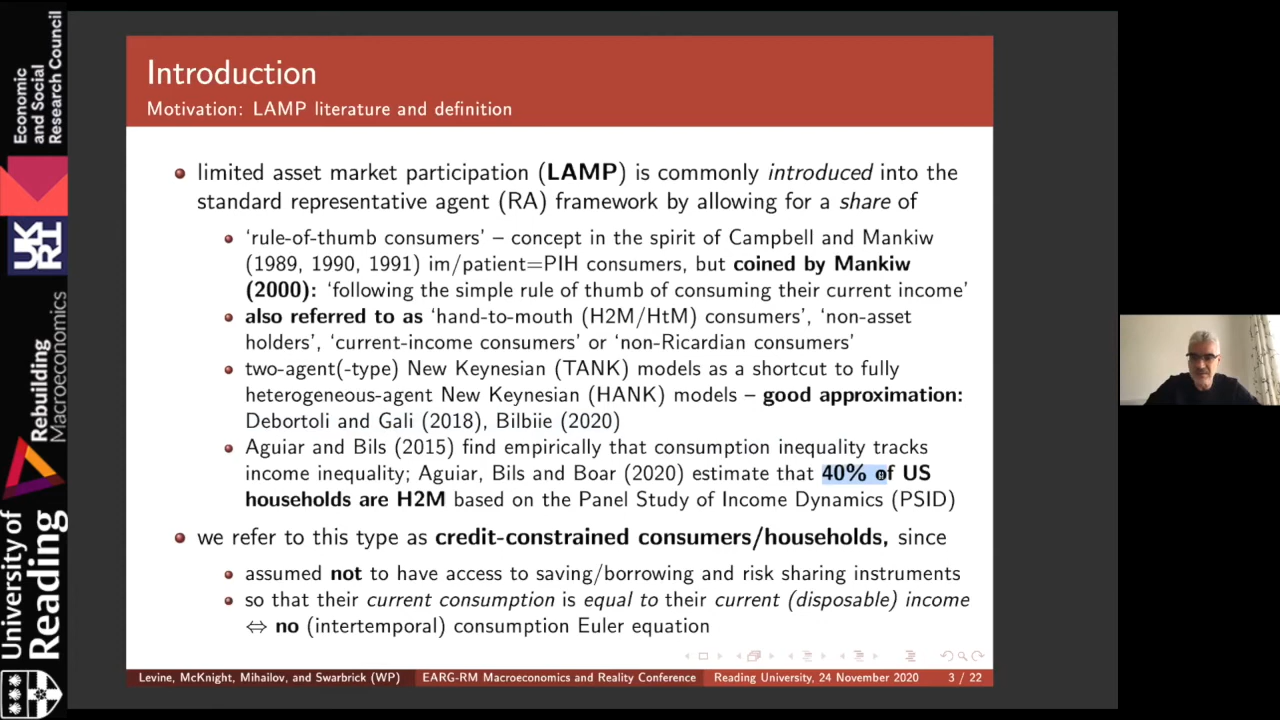 Economic
and Social
Research Council
UKRI
Rebuilding
Macroeconomics
University of
Reading
Introduction
Motivation: LAMP literature and definition
limited asset market participation (LAMP) is commonly introduced into the
standard representative agent (RA) framework by allowing for a share of
‘rule-of-thumb consumers’ – concept in the spirit of Campbell and Mankiw
(1989, 1990, 1991) im/patient=PIH consumers, but coined by Mankiw
(2000): ‘following the simple rule of thumb of consuming their current income’
also referred to as ‘hand-to-mouth (H2M/HtM) consumers’, ‘non-asset
holders’, ‘current-income consumers’ or ‘non-Ricardian consumers’
two-agent(-type) New Keynesian (TANK) models as a shortcut to fully
heterogeneous-agent New Keynesian (HANK) models – good approximation:
Debortoli and Gali (2018), Bilbiie (2020)
Aguiar and Bils (2015) find empirically that consumption inequality tracks
income inequality; Aguiar, Bils and Boar (2020) estimate that 40% of US
households are H2M based on the Panel Study of Income Dynamics (PSID)
we refer to this type as credit-constrained consumers/households, since
assumed not to have access to saving/borrowing and risk sharing instruments
so that their current consumption is equal to their current (disposable) income
⇔ no (intertemporal) consumption Euler equation
Levine, McKnight, Mihailov, and Swarbrick (WP) EARG-RM Macroeconomics and Reality Conference Reading University, 24 November 2020 3 / 22